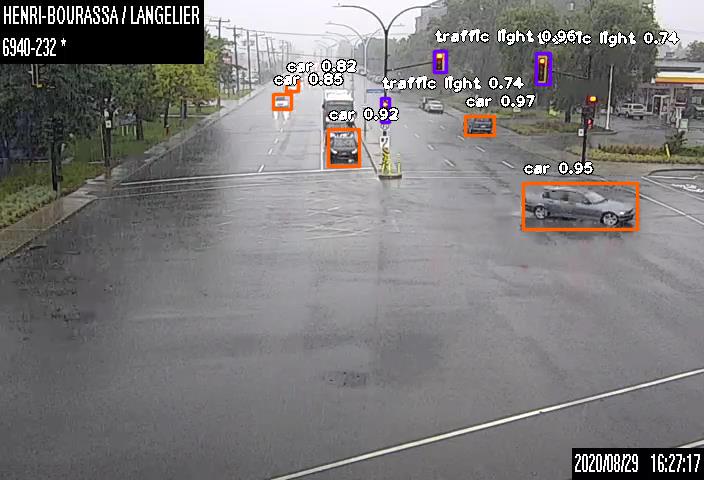 HENRI-BOURASSA / LANGELIER
6940-232 *
traffic light 0.96
traffic light 0.74
car 0.82
car 0.85
traffic light 0.74
car 0.97
car 0.92
car 0.95
2020/08/29 16:27:17